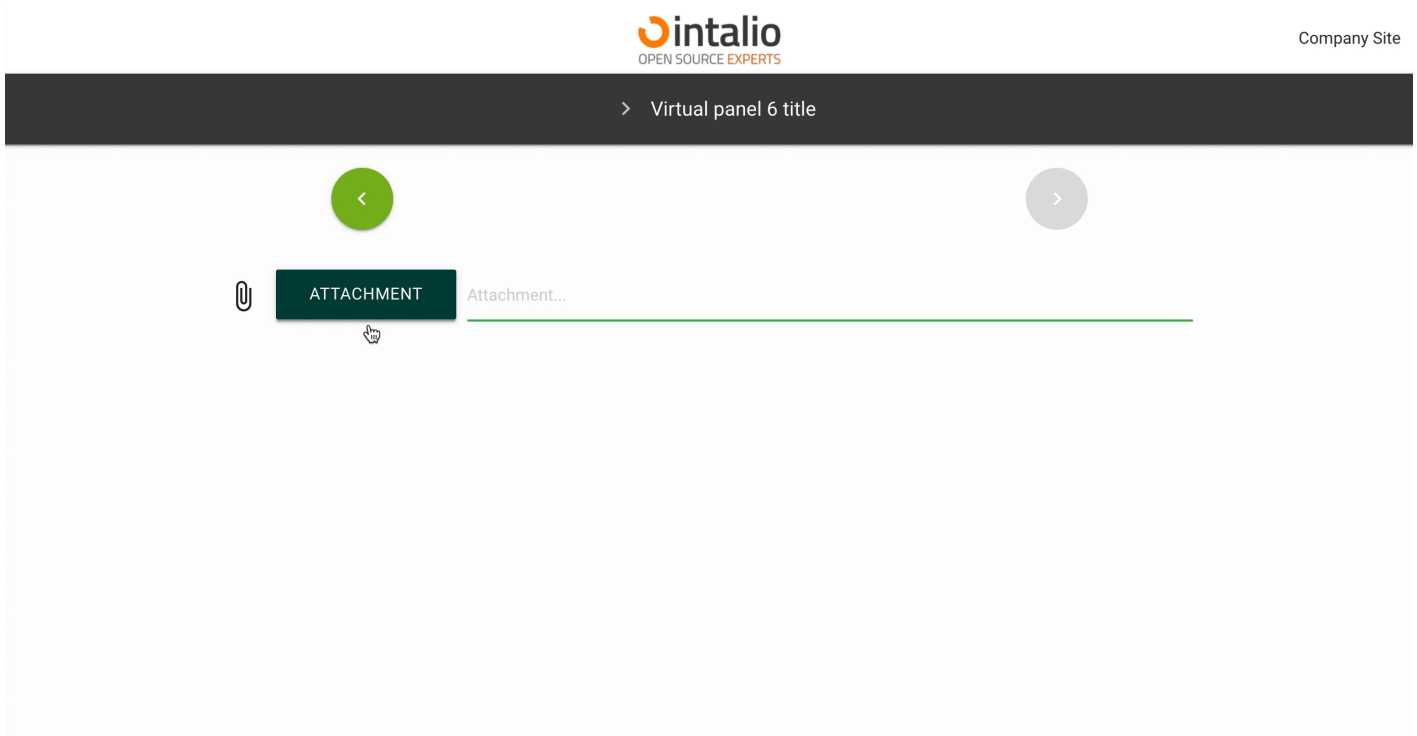 intalio
OPEN SOURCE EXPERTS
Company Site
Virtual panel 6 title
ATTACHMENT
Attachment...